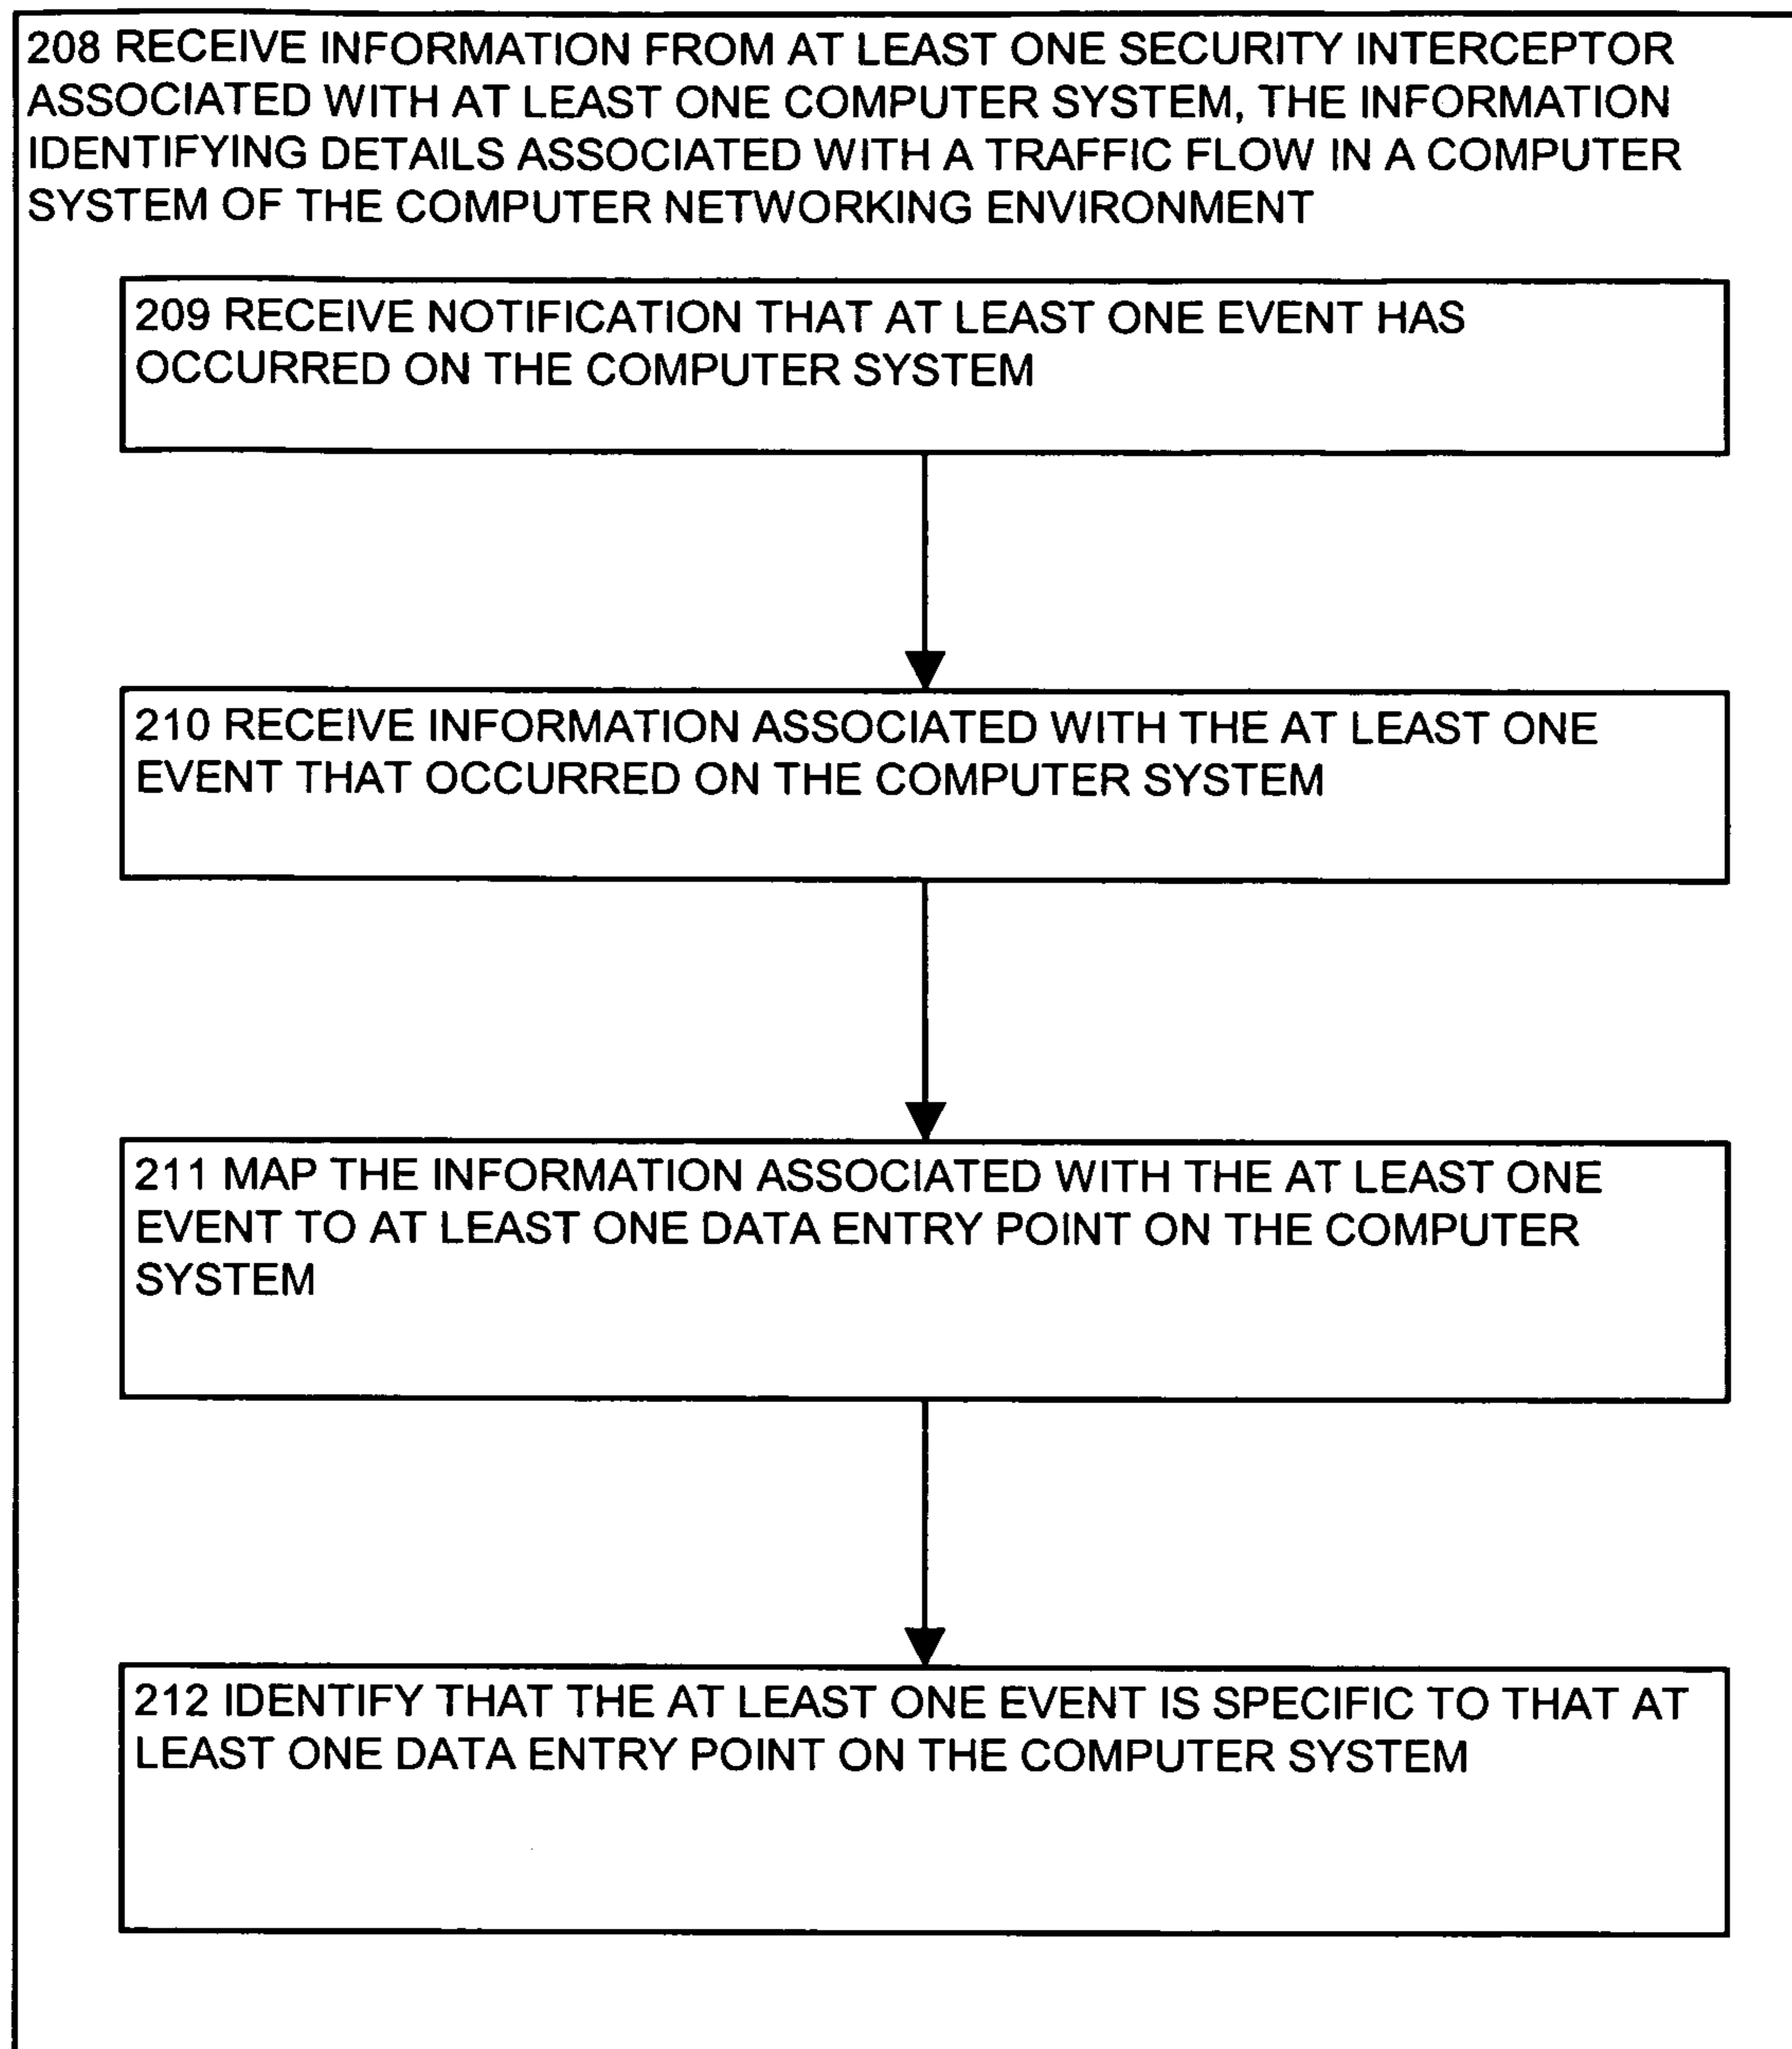 208 RECEIVE INFORMATION FROM AT LEAST ONE SECURITY INTERCEPTOR
ASSOCIATED WITH AT LEAST ONE COMPUTER SYSTEM, THE INFORMATION
IDENTIFYING DETAILS ASSOCIATED WITH A TRAFFIC FLOW IN A COMPUTER
SYSTEM OF THE COMPUTER NETWORKING ENVIRONMENT
209 RECEIVE NOTIFICATION THAT AT LEAST ONE EVENT HAS
OCCURRED ON THE COMPUTER SYSTEM
210 RECEIVE INFORMATION ASSOCIATED WITH THE AT LEAST ONE
EVENT THAT OCCURRED ON THE COMPUTER SYSTEM
211 MAP THE INFORMATION ASSOCIATED WITH THE AT LEAST ONE
EVENT TO AT LEAST ONE DATA ENTRY POINT ON THE COMPUTER
SYSTEM
212 IDENTIFY THAT THE AT LEAST ONE EVENT IS SPECIFIC TO THAT AT
LEAST ONE DATA ENTRY POINT ON THE COMPUTER SYSTEM